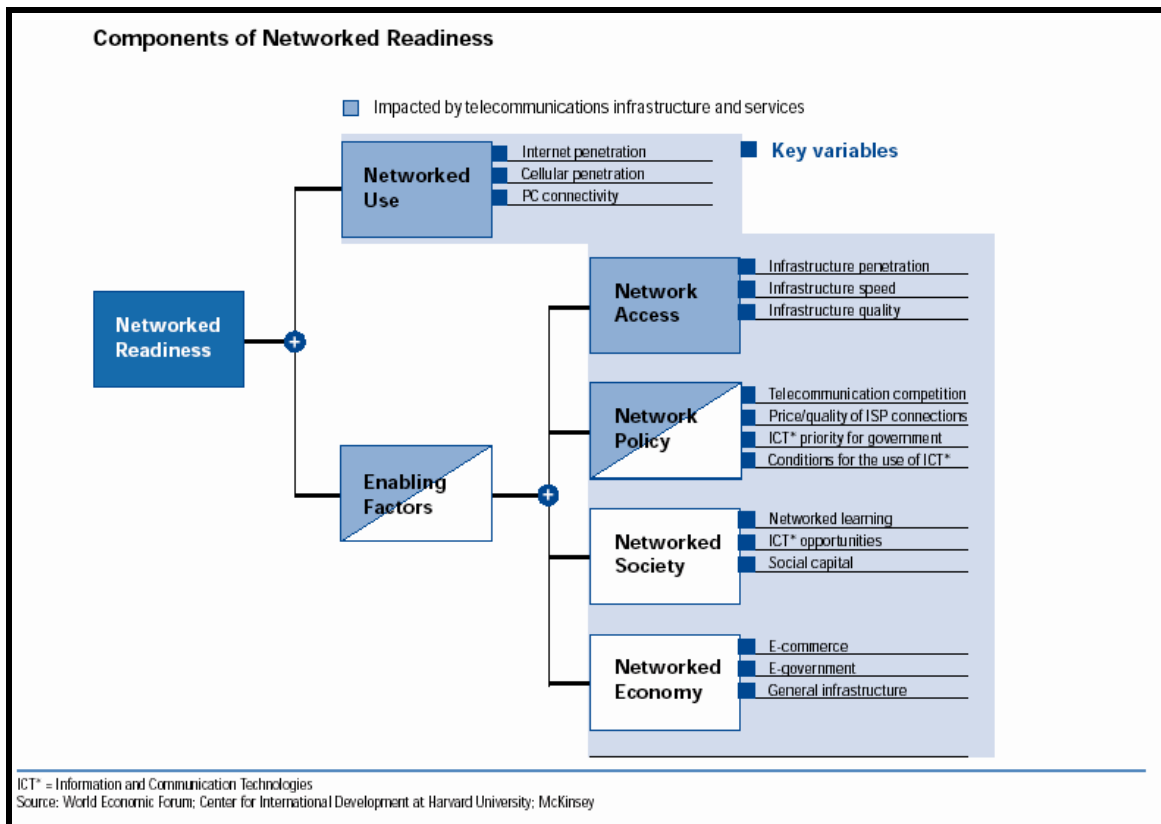 Components of Networked Readiness
Impacted by telecommunications infrastructure and services
Key variables
Networked
Use
Internet penetration
Cellular penetration
PC connectivity
Networked
Readiness
+
Network
Access
Infrastructure penetration
Infrastructure speed
Infrastructure quality
Network
Policy
Telecommunication competition
Price/quality of ISP connections
ICT* priority for government
Conditions for the use of ICT*
Enabling
Factors
+
Networked
Society
Networked learning
ICT* opportunities
Social capital
Networked
Economy
E-commerce
E-government
General infrastructure
ICT* = Information and Communication Technologies
Source: World Economic Forum; Center for International Development at Harvard University; McKinsey